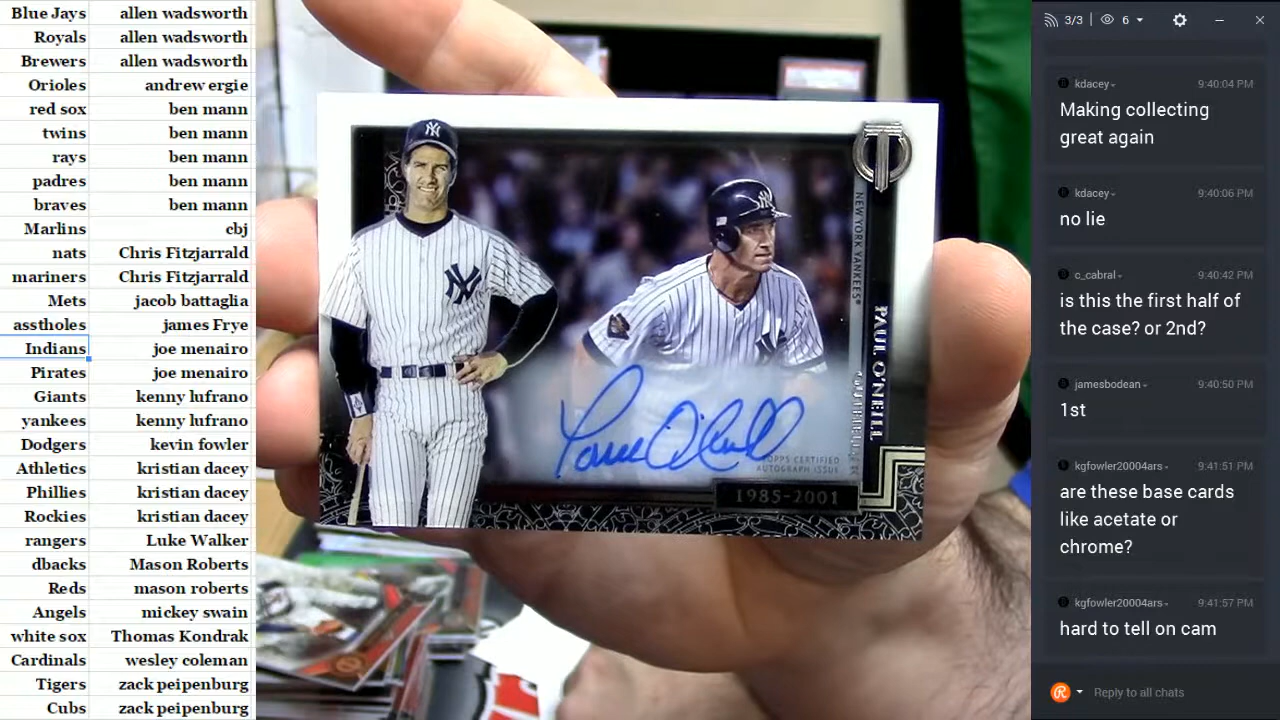 Blue Jays allen wadsworth
Royals allen wadsworth
Brewers allen wadsworth
Orioles andrew ergie
red sox ben mann
twins ben mann
rays ben mann
padres ben mann
braves ben mann
Marlins cbj
nats Chris Fitzjarrald
mariners Chris Fitzjarrald
Mets jacob battaglia
asstholes james Frye
Indians joe menairo
Pirates joe menairo
Giants kenny lufrano
yankees kenny lufrano
Dodgers kevin fowler
Athletics kristian dacey
Phillies kristian dacey
Rockies kristian dacey
rangers Luke Walker
dbacks Mason Roberts
Reds mason roberts
Angels mickey swain
white sox Thomas Kondrak
Cardinals wesley coleman
Tigers zack peipenburg
Cubs zack peipenburg
NEW YORK YANKEES®
PAUL O'NEILL
OUTFIELD
Paul O'Neill
TOPPS CERTIFIED
AUTOGRAPH ISSUE
1985-2001
3/3 6
kdacey 9:40:04 PM
Making collecting
great again
kdacey 9:40:06 PM
no lie
c_cabral 9:40:42 PM
is this the first half of
the case? or 2nd?
jamesbodean 9:40:50 PM
1st
kgfowler20004ars 9:41:51 PM
are these base cards
like acetate or
chrome?
kgfowler20004ars 9:41:57 PM
hard to tell on cam
Reply to all chats